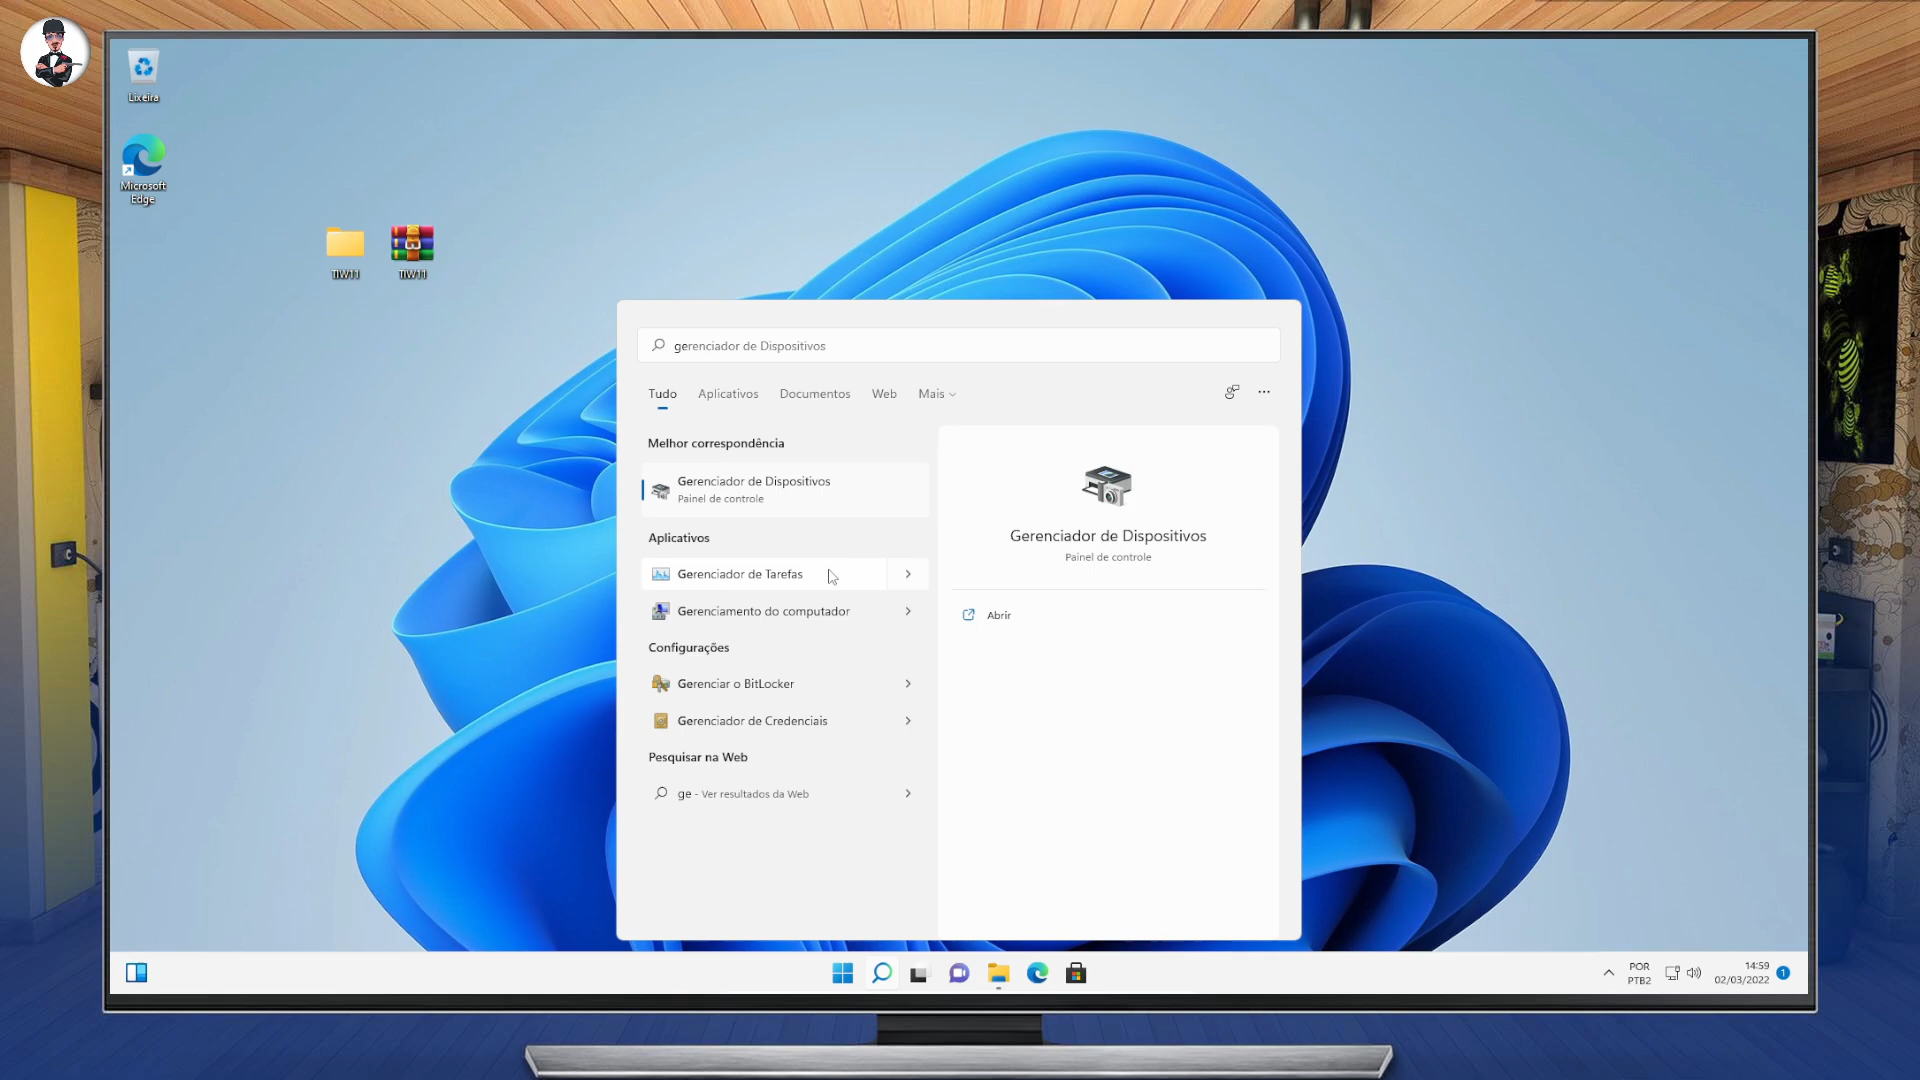 Lixeira
Microsoft
Edge
TIW11
TIW11
gerenciador de Dispositivos
Tudo
Aplicativos
Documentos
Web
Mais
Melhor correspondência
Gerenciador de Dispositivos
Painel de controle
Aplicativos
Gerenciador de Tarefas
Gerenciamento do computador
Configurações
Gerenciar o BitLocker
Gerenciador de Credenciais
Pesquisar na Web
ge - Ver resultados da Web
Gerenciador de Dispositivos
Painel de controle
Abrir
POR
PTB2
14:59
02/03/2022
1